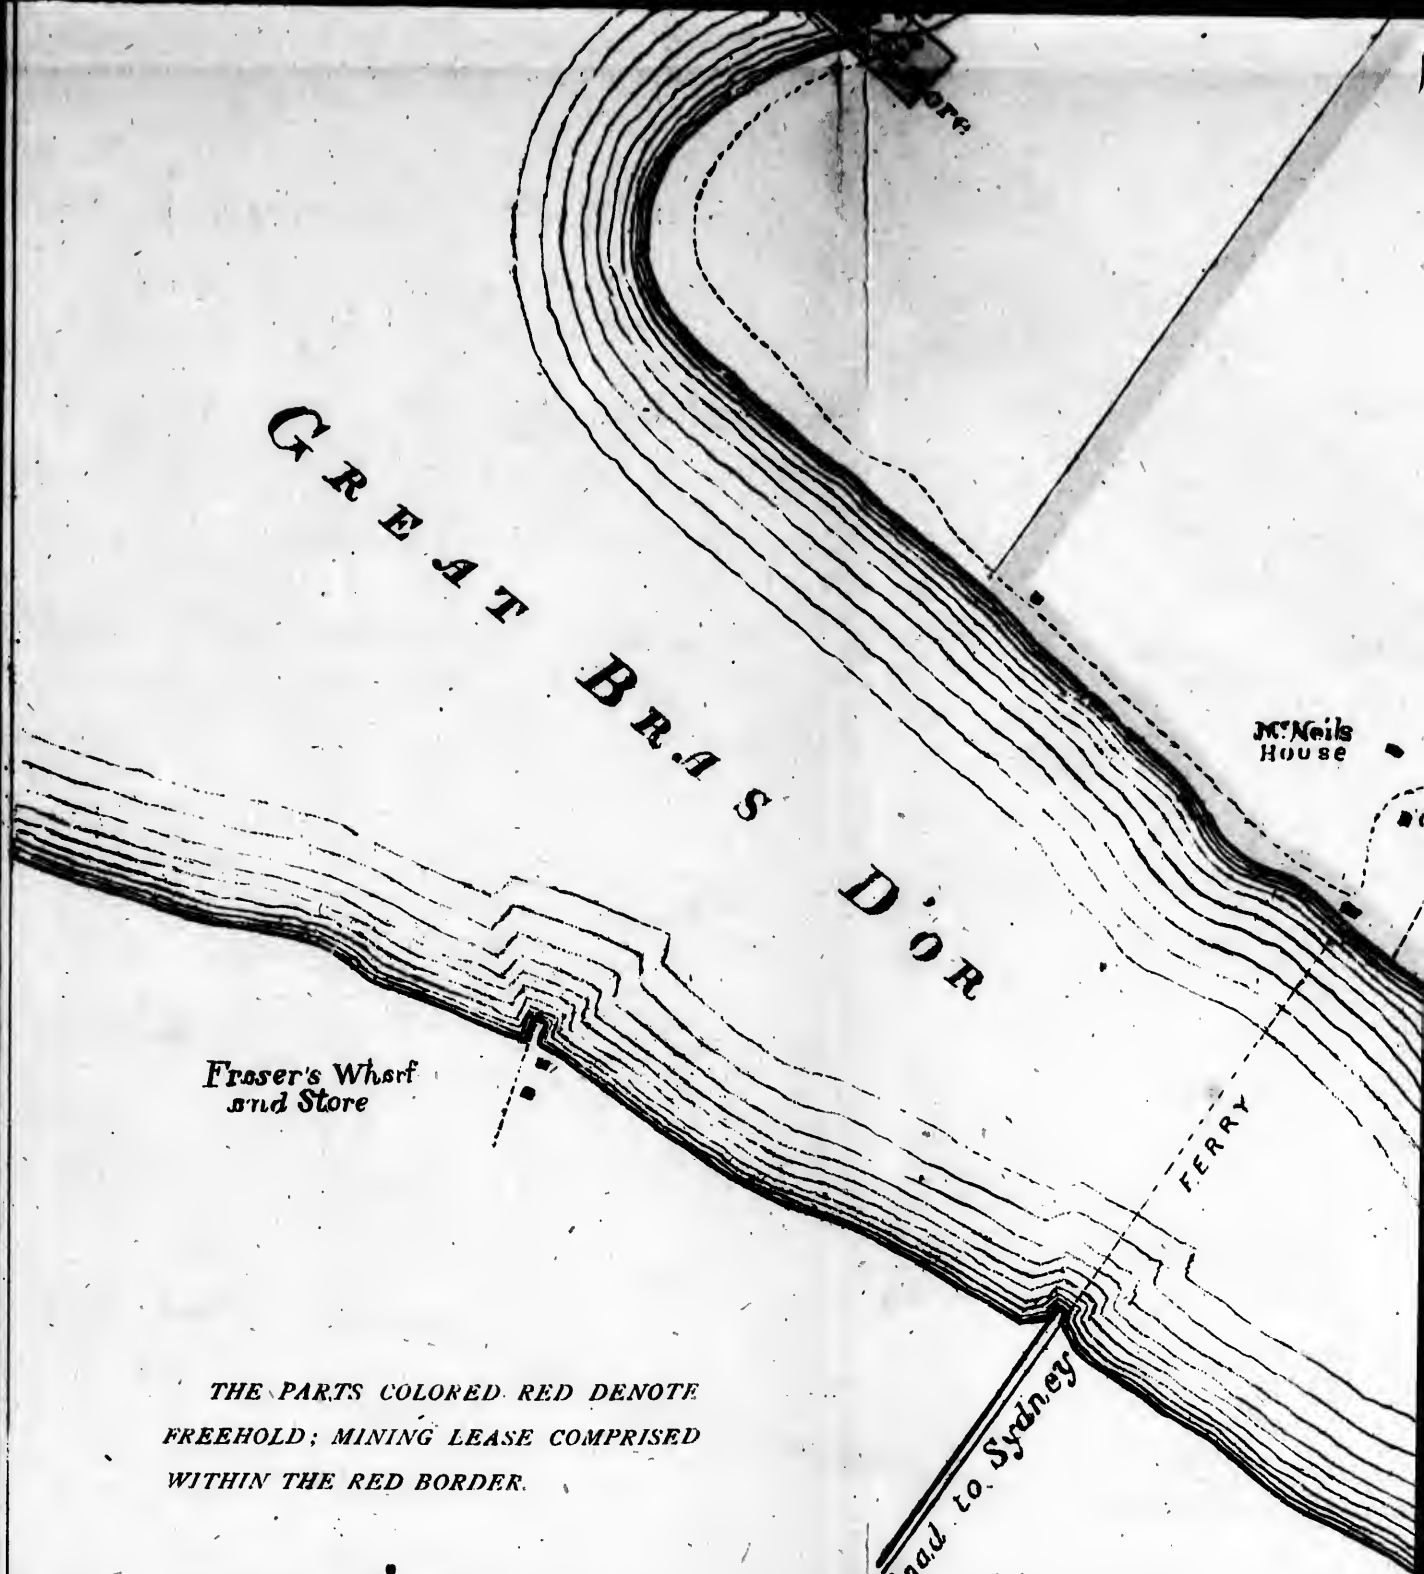 GREAT BRAS D'OR
McNeils
House
Fraser's Wharf
and Store
FERRY
to Sydney
THE PARTS COLORED RED DENOTE
FREEHOLD; MINING LEASE COMPRISED
WITHIN THE RED BORDER.